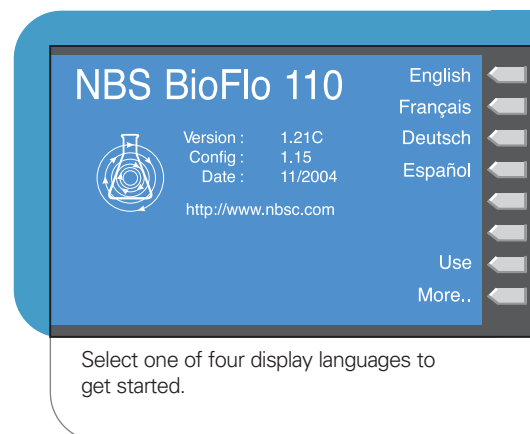 NBS BioFlo 110
Version : 1.21C
Config : 1.15
Date : 11/2004
http://www.nbsc.com
English
Français
Deutsch
Español
Use
More..
Select one of four display languages to
get started.